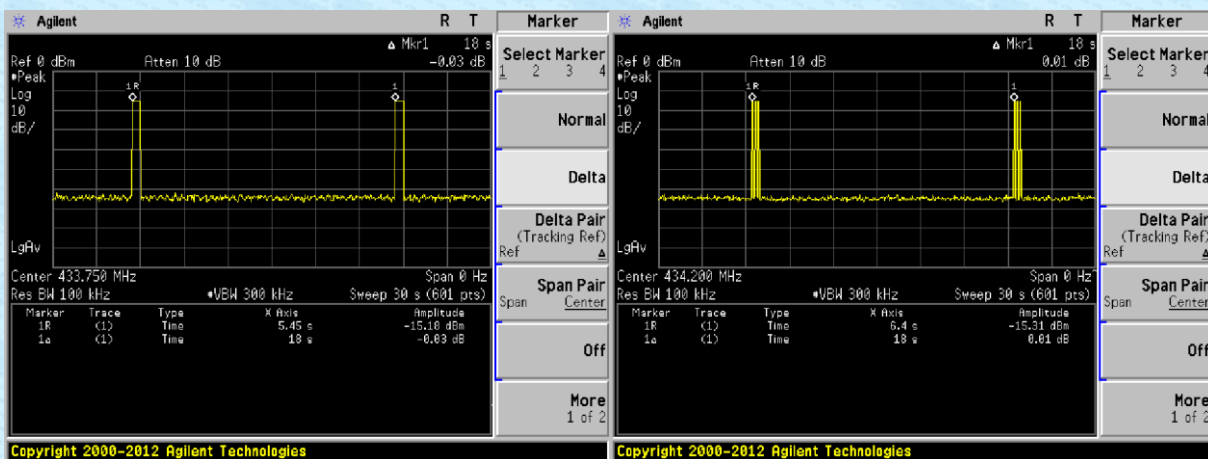 Agilent R T
Δ Mkr1 18 s
Ref 0 dBm Atten 10 dB -0.03 dB
*Peak
Log
10
dB/
1R
1
LgAv
Center 433.750 MHz Span 0 Hz
Res BW 100 kHz *VBW 300 kHz Sweep 30 s (601 pts)
Marker Trace Type X Axis Amplitude
1R (1) Time 5.45 s -15.18 dBm
1Δ (1) Time 18 s -0.03 dB
Marker
Select Marker
1 2 3 4
Normal
Delta
Delta Pair
(Tracking Ref)
Ref Δ
Span Pair
Span Center
Off
More
1 of 2
Copyright 2000-2012 Agilent Technologies
Agilent R T
Δ Mkr1 18 s
Ref 0 dBm Atten 10 dB 0.01 dB
*Peak
Log
10
dB/
1R
1
LgAv
Center 434.200 MHz Span 0 Hz
Res BW 100 kHz *VBW 300 kHz Sweep 30 s (601 pts)
Marker Trace Type X Axis Amplitude
1R (1) Time 6.4 s -15.31 dBm
1Δ (1) Time 18 s 0.01 dB
Marker
Select Marker
1 2 3 4
Normal
Delta
Delta Pair
(Tracking Ref)
Ref Δ
Span Pair
Span Center
Off
More
1 of 2
Copyright 2000-2012 Agilent Technologies